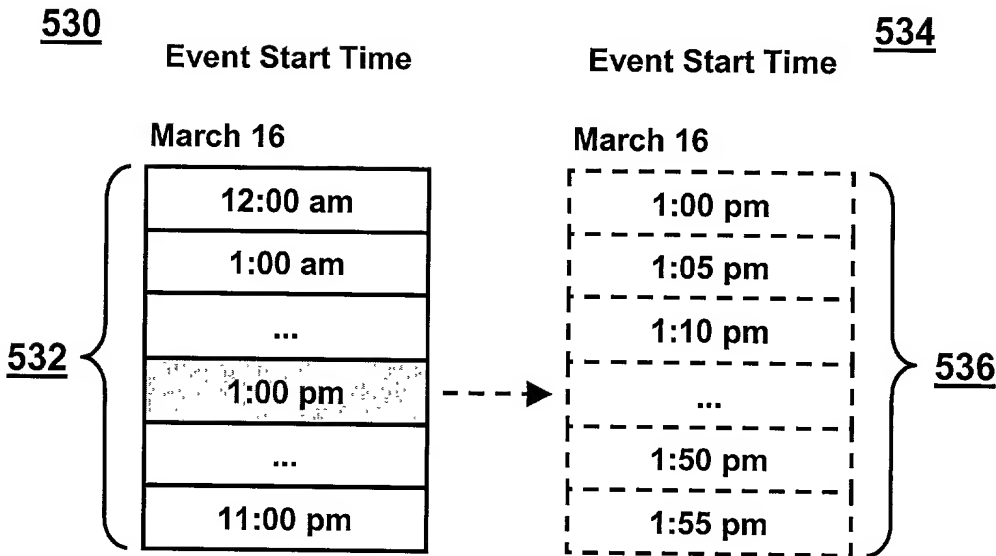 530
Event Start Time
March 16
12:00 am
1:00 am
...
1:00 pm
...
11:00 pm
532
534
Event Start Time
March 16
1:00 pm
1:05 pm
1:10 pm
...
1:50 pm
1:55 pm
536